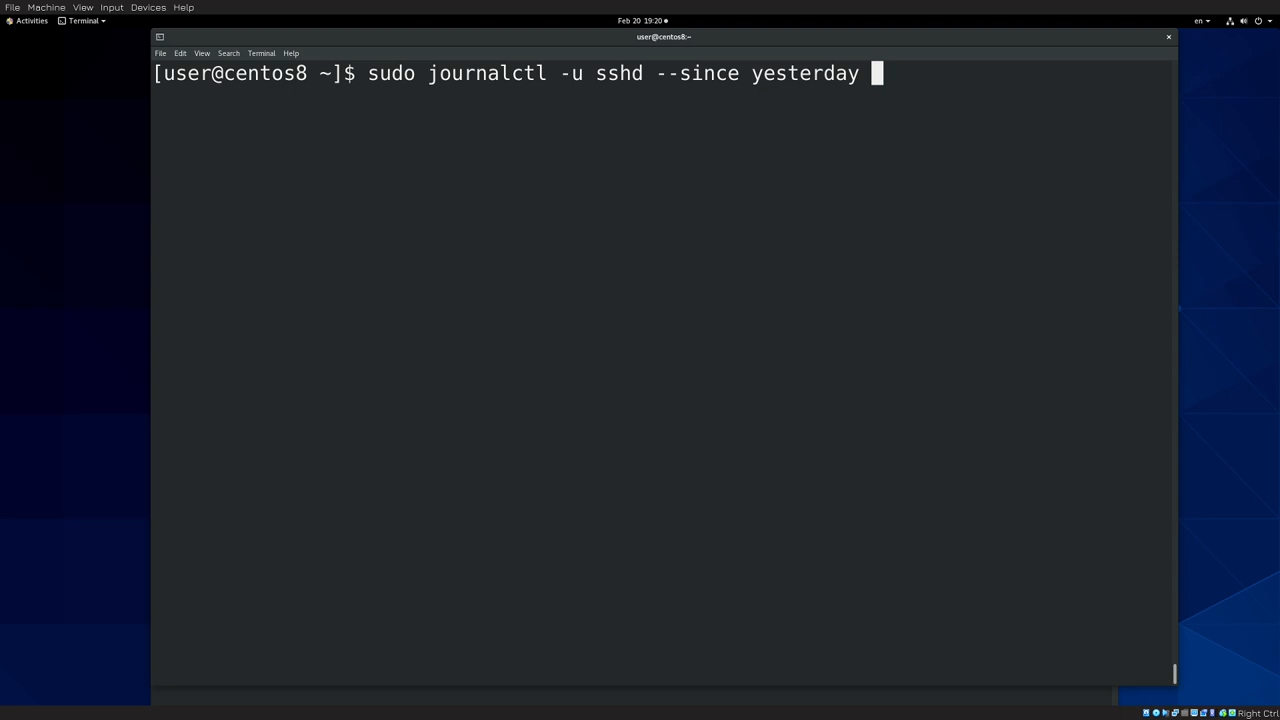 File Machine View Input Devices Help
Activities Terminal Feb 20 19:20 en
user@centos8:~
File Edit View Search Terminal Help
[user@centos8 ~]$ sudo journalctl -u sshd --since yesterday
Right Ctrl